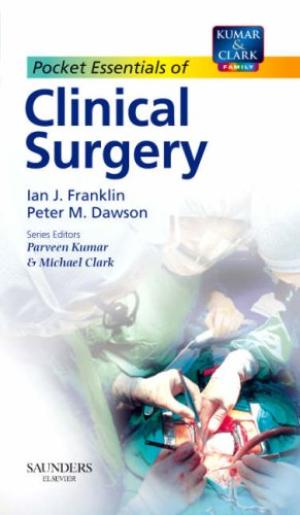 KUMAR
&
CLARK
FAMILY
Pocket Essentials of
Clinical
Surgery
Ian J. Franklin
Peter M. Dawson
Series Editors
Parveen Kumar
& Michael Clark
SAUNDERS
ELSEVIER